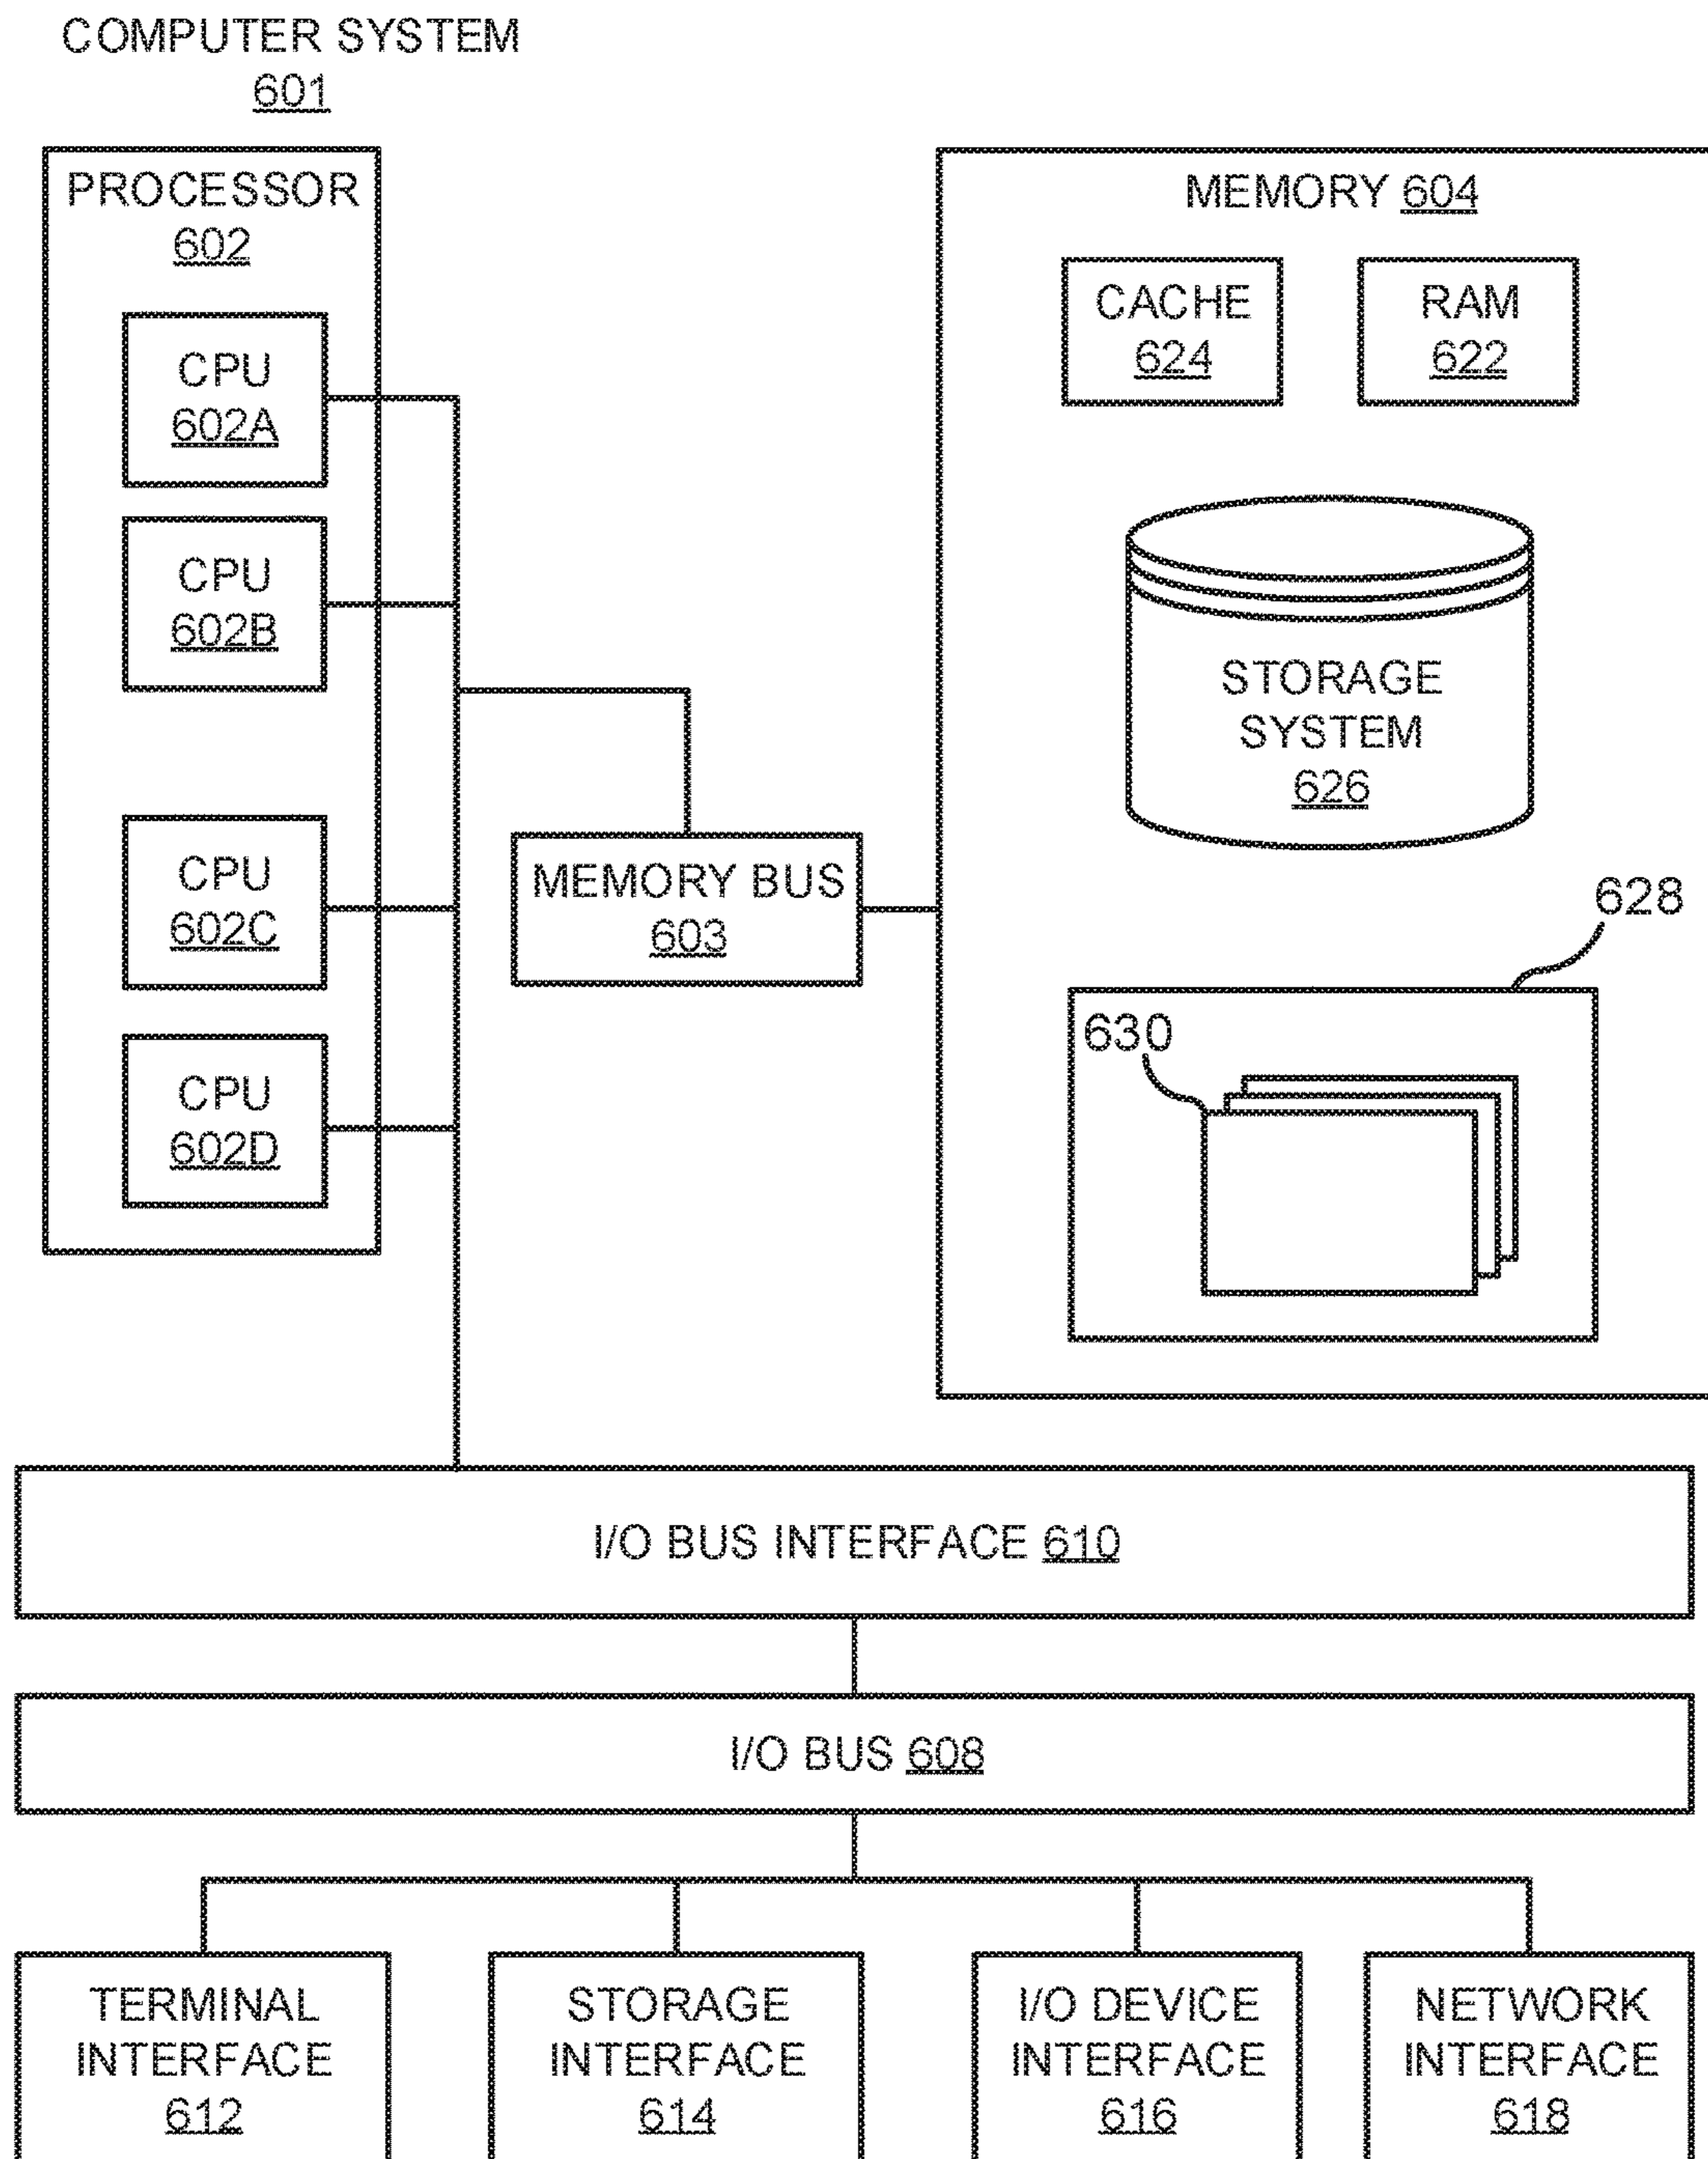 COMPUTER SYSTEM
601
PROCESSOR
602
CPU
602A
CPU
602B
CPU
602C
CPU
602D
MEMORY BUS
603
MEMORY 604
CACHE
624
RAM
622
STORAGE
SYSTEM
626
628
630
I/O BUS INTERFACE 610
I/O BUS 608
TERMINAL
INTERFACE
612
STORAGE
INTERFACE
614
I/O DEVICE
INTERFACE
616
NETWORK
INTERFACE
618